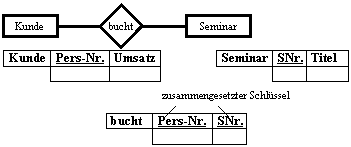 Kunde bucht Seminar
Kunde Pers-Nr. Umsatz
Seminar SNr. Titel
zusammengesetzter Schlüssel
bucht Pers-Nr. SNr.